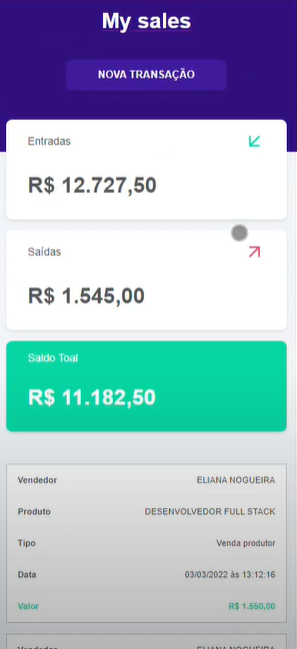 My sales
NOVA TRANSAÇÃO
Entradas
R$ 12.727,50
Saídas
R$ 1.545,00
Saldo Toal
R$ 11.182,50
Vendedor ELIANA NOGUEIRA
Produto DESENVOLVEDOR FULL STACK
Tipo Venda produtor
Data 03/03/2022 às 13:12:16
Valor R$ 1.550,00
Vendedor ELIANA NOGUEIRA